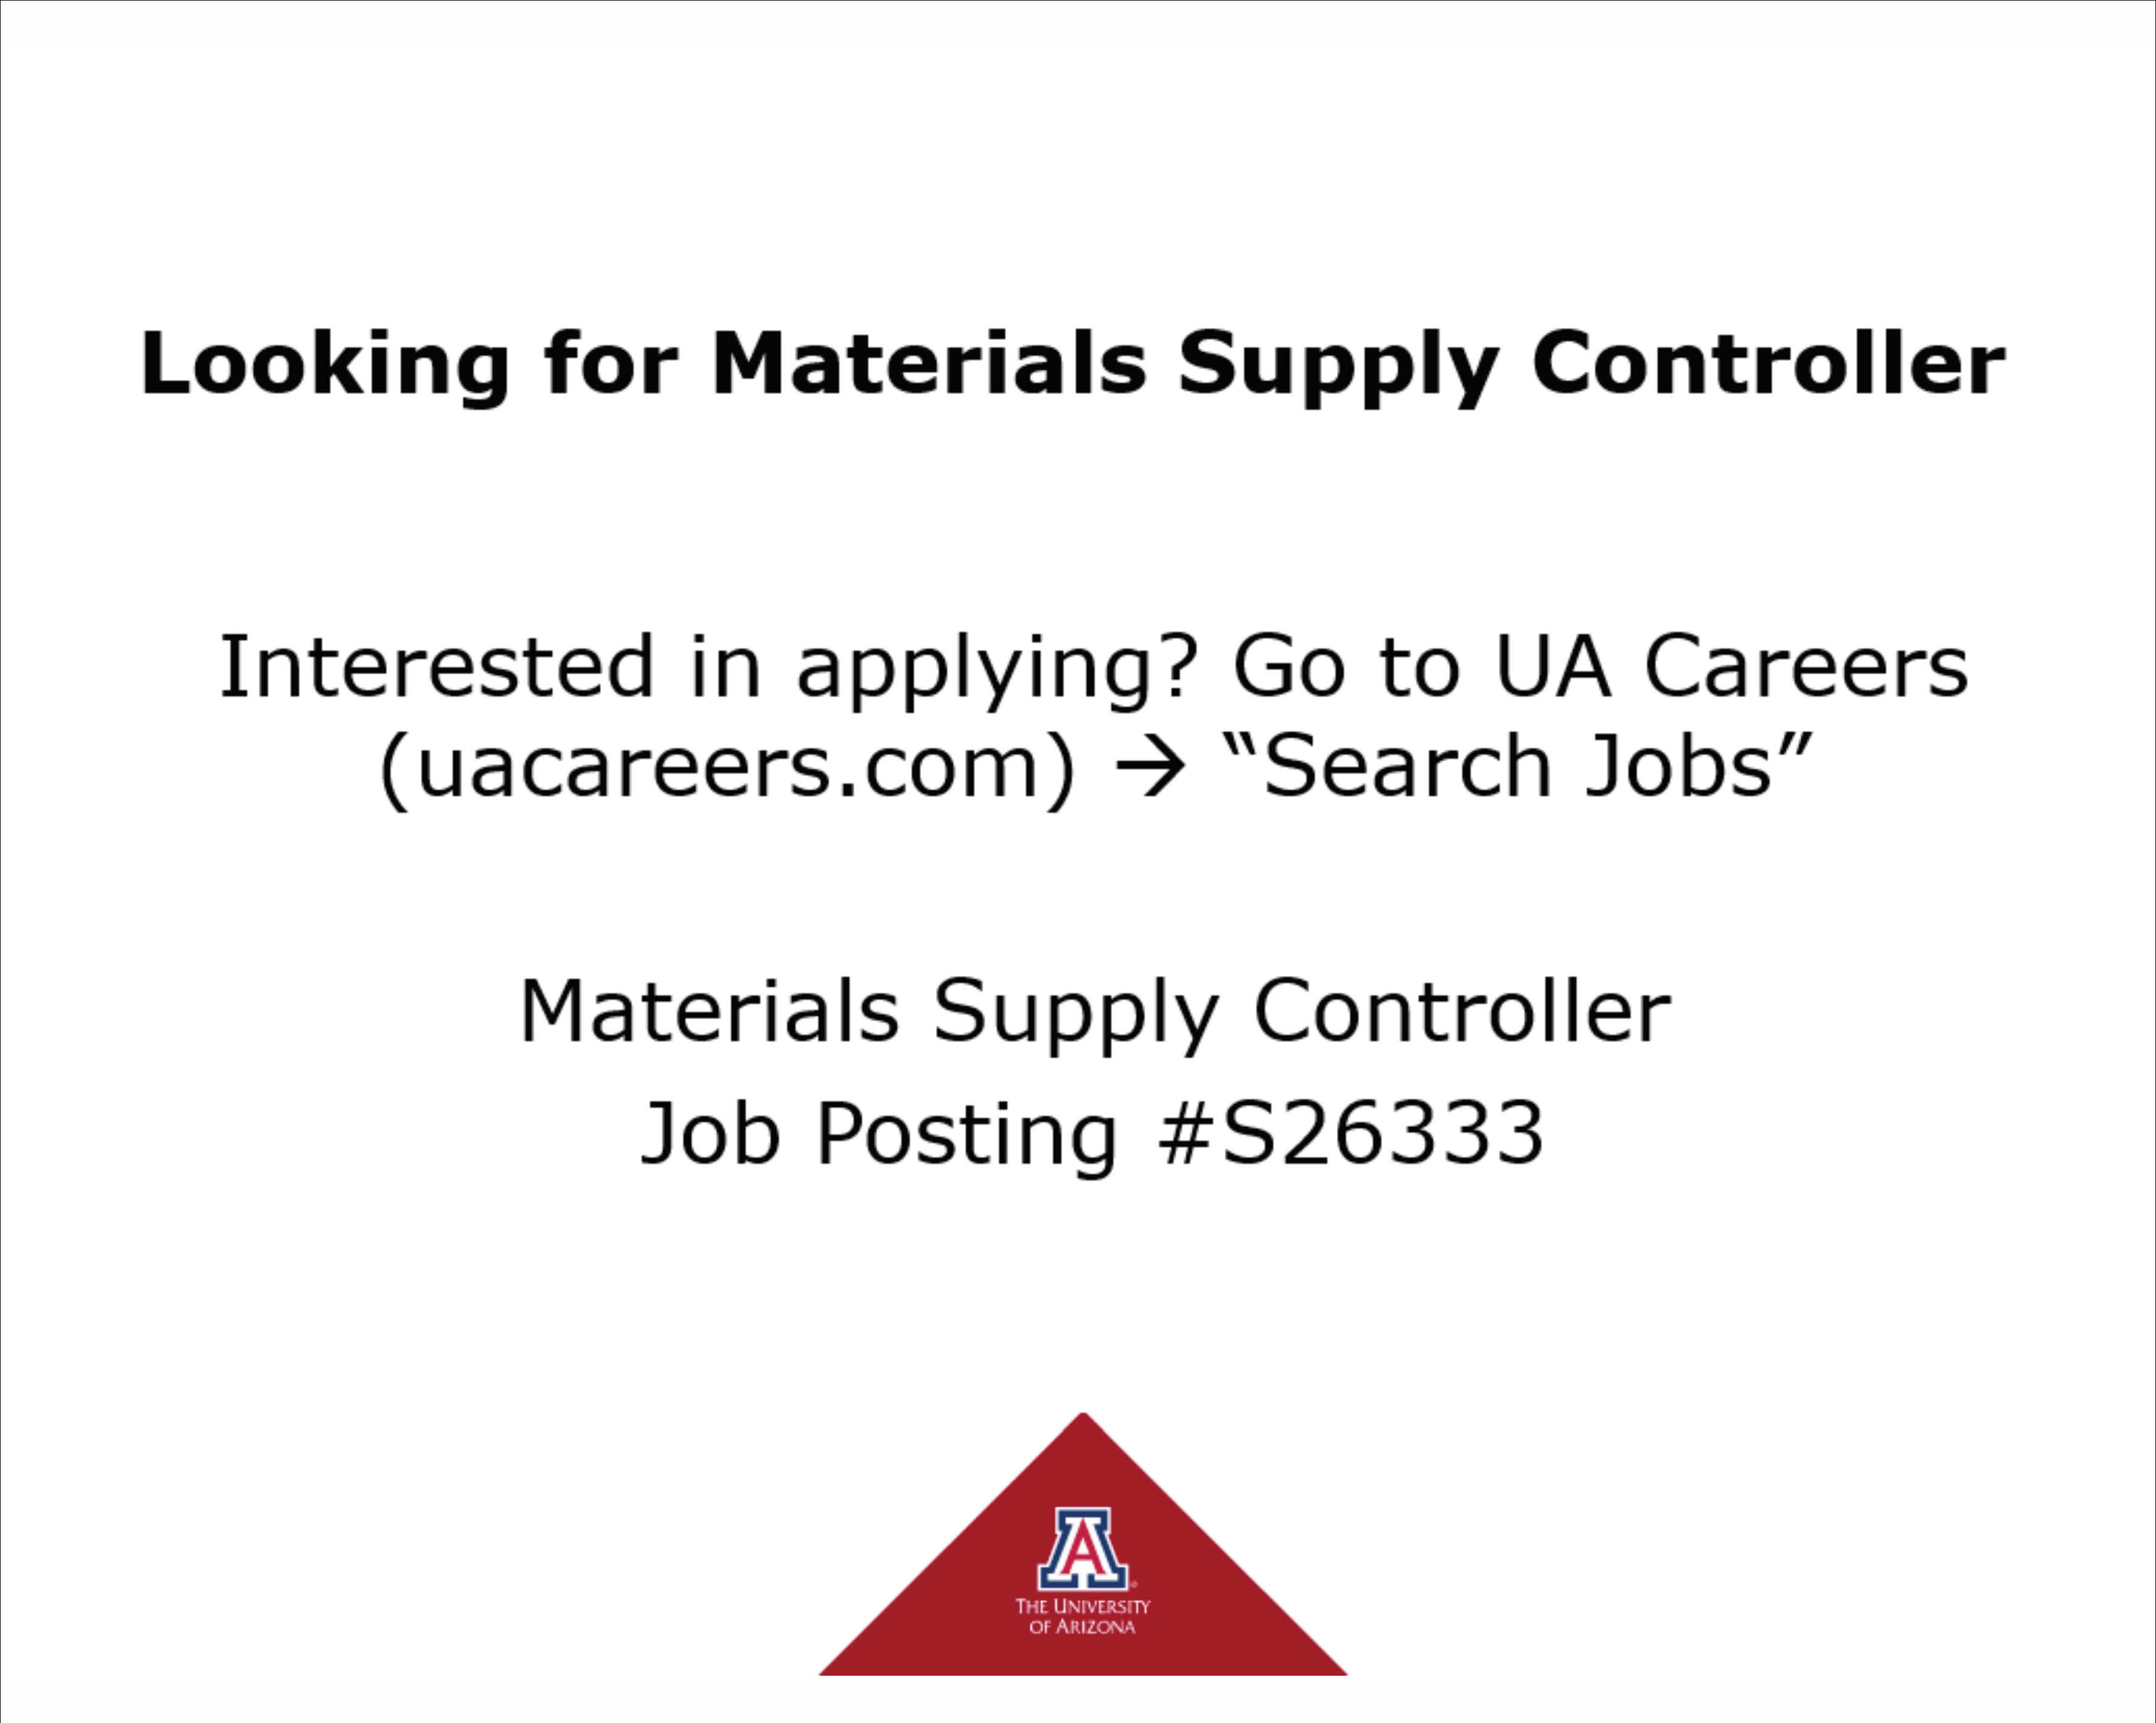 Looking for Materials Supply Controller
Interested in applying? Go to UA Careers
(uacareers.com) → “Search Jobs”
Materials Supply Controller
Job Posting #S26333
A
THE UNIVERSITY
OF ARIZONA